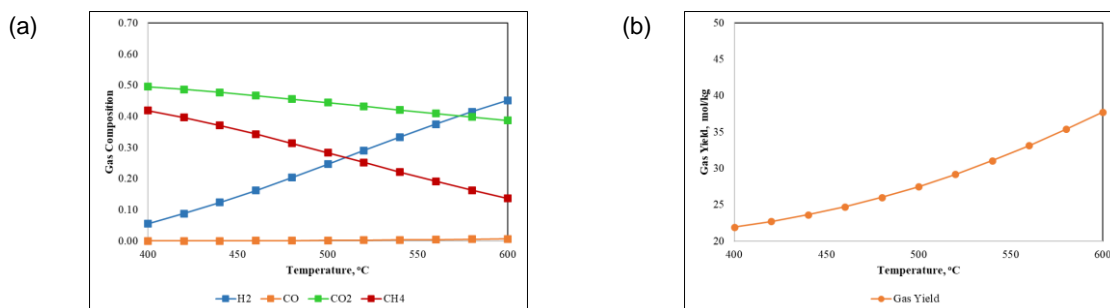 (a)
0.70
0.60
0.50
0.40
0.30
0.20
0.10
0.00
Gas Composition
400 450 500 550 600
Temperature, °C
H2 CO CO2 CH4
(b)
50
45
40
35
30
25
20
Gas Yield, mol/kg
400 450 500 550 600
Temperature, °C
Gas Yield